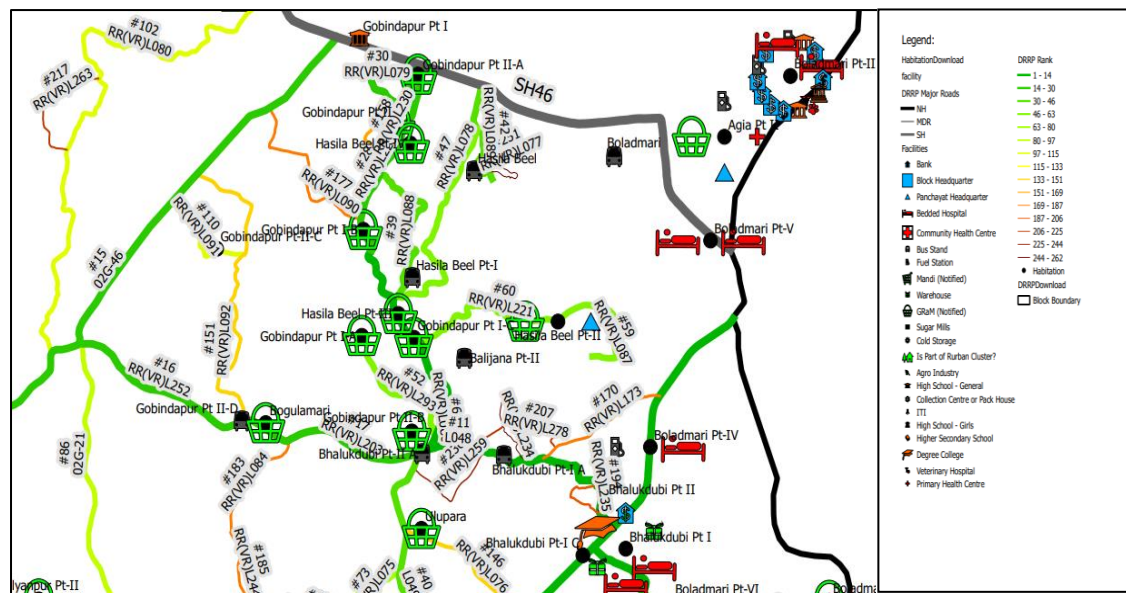 #102
RR(VR)L080
#217
RR(VR)L263
Gobindapur Pt I
#30
RR(VR)L079
Gobindapur Pt II-A
SH46
Hasila Beel
RR(VR)L077
#47
RR(VR)L078
#177
RR(VR)L090
#110
RR(VR)L091
Gobindapur Pt-II-C
#15
02G-46
#39
RR(VR)L088
Hasila Beel Pt-I
Hasila Beel Pt-III
#60
RR(VR)L221
Hasila Beel Pt-II
#59
RR(VR)L087
Gobindapur I-A
Balijana Pt-II
#151
RR(VR)L092
#16
RR(VR)L252
#52
RR(VR)L293
Gobindapur Pt II-D
Bogulamari
Gobindapur Pt II-B
#11
L048
#207
RR(VR)L278
#170
RR(VR)L173
#17
RR(VR)L203
Bhalukdubi Pt-II A
RR(VR)L259
Bhalukdubi Pt-I A
Boladmari Pt-IV
#86
02G-21
#183
RR(VR)L084
RR(VR)L235
Bhalukdubi Pt II
Ulupara
Bhalukdubi Pt I
Bhalukdubi Pt-I C
#146
RR(VR)L076
#185
RR(VR)L244
#73
RR(VR)L075
#40
Boladmari Pt-VI
Boladmari
Agia Pt
Boladmari Pt-V
Legend:
HabitationDownload
facility
DRRP Major Roads
NH
MDR
SH
Facilities
Bank
Block Headquarter
Panchayat Headquarter
Bedded Hospital
Community Health Centre
Bus Stand
Fuel Station
Mandi (Notified)
Warehouse
GRaM (Notified)
Sugar Mills
Cold Storage
Is Part of Rurban Cluster?
Agro Industry
High School - General
Collection Centre or Pack House
ITI
High School - Girls
Higher Secondary School
Degree College
Veterinary Hospital
Primary Health Centre
DRRP Rank
1 - 14
14 - 30
30 - 46
46 - 63
63 - 80
80 - 97
97 - 115
115 - 133
133 - 151
151 - 169
169 - 187
187 - 206
206 - 225
225 - 244
244 - 262
Habitation
DRRPDownload
Block Boundary